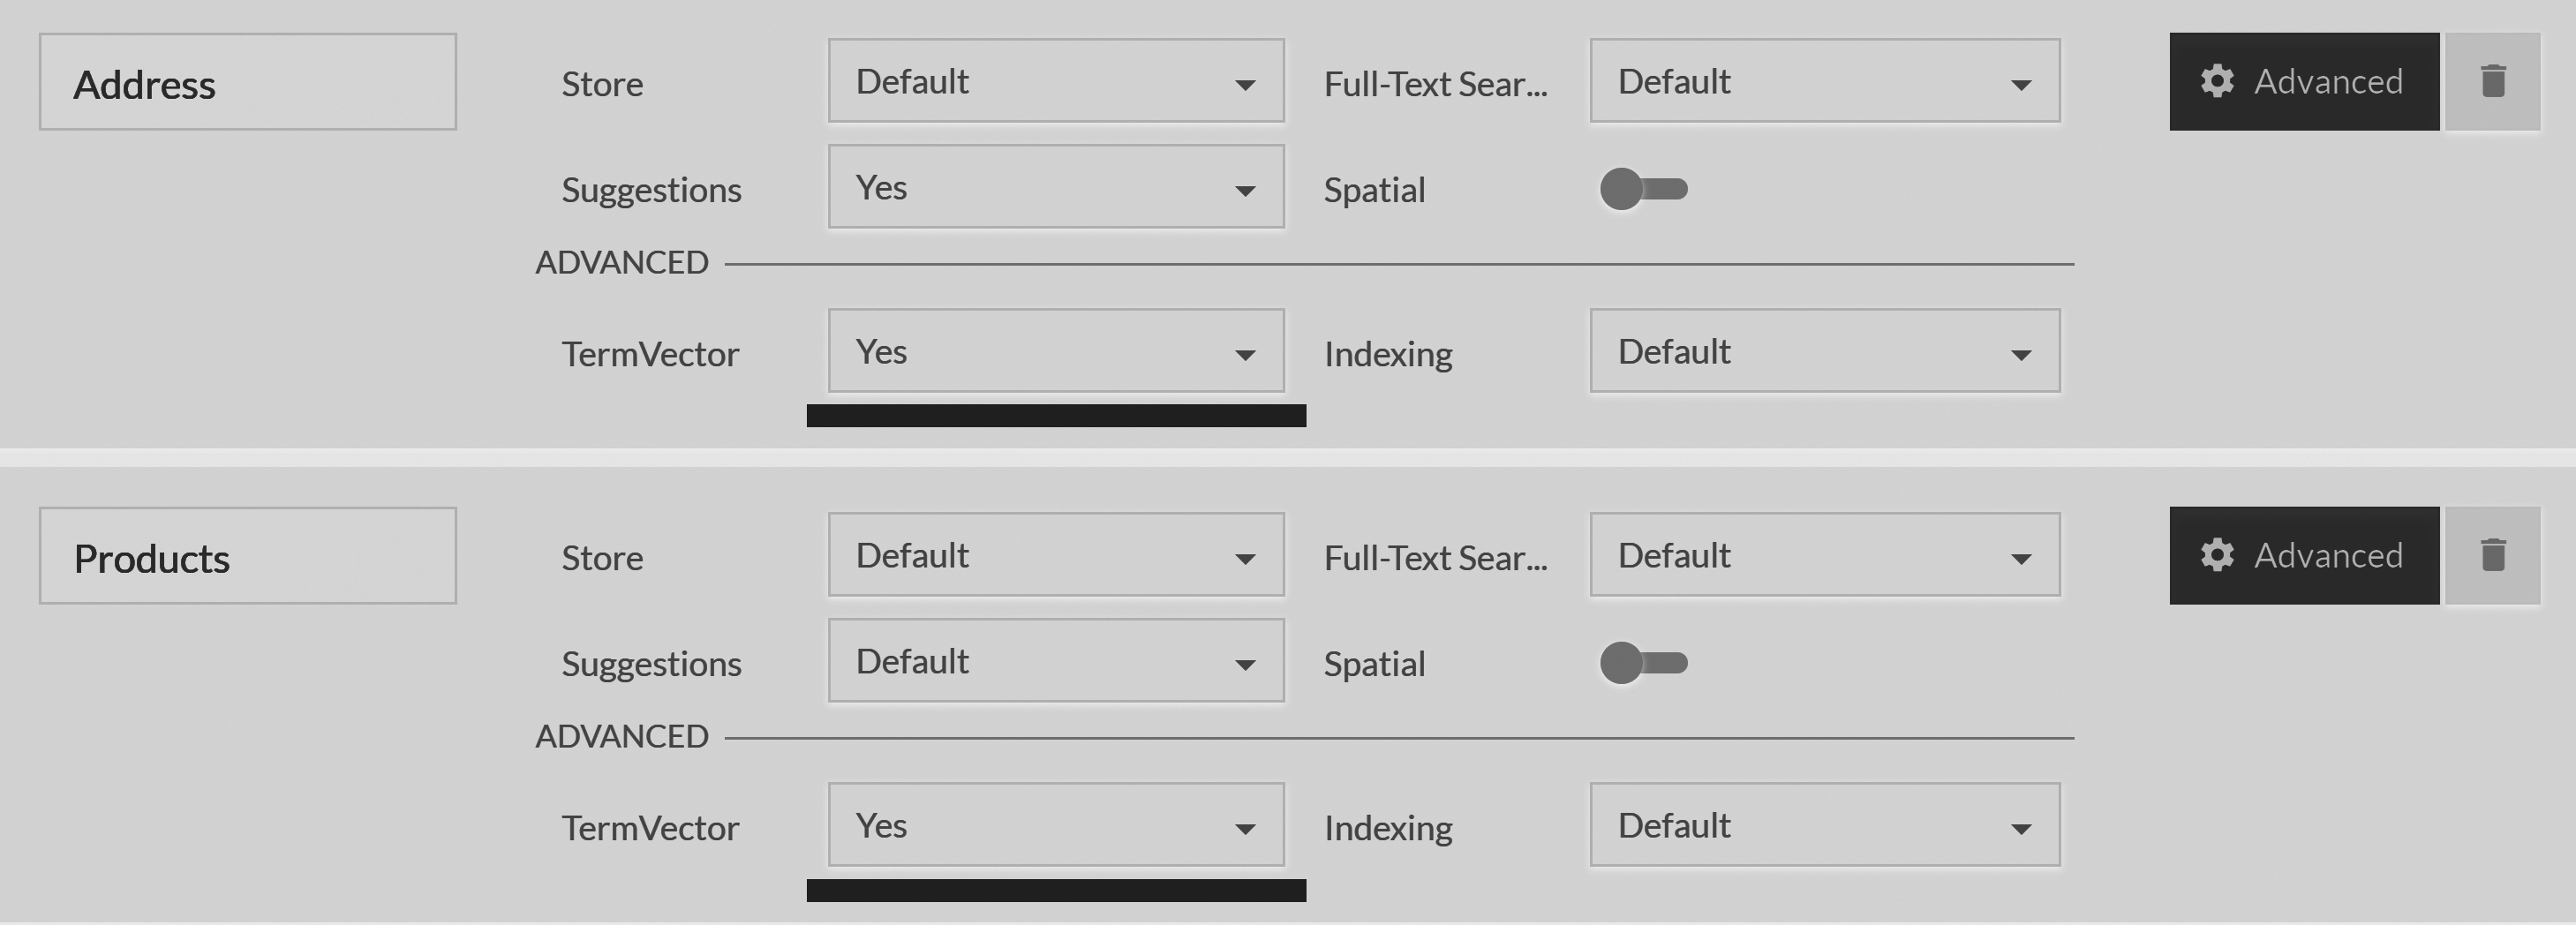 Address Store Default Full-Text Sear... Default Advanced
Suggestions Yes Spatial
ADVANCED
TermVector Yes Indexing Default
Products Store Default Full-Text Sear... Default Advanced
Suggestions Default Spatial
ADVANCED
TermVector Yes Indexing Default